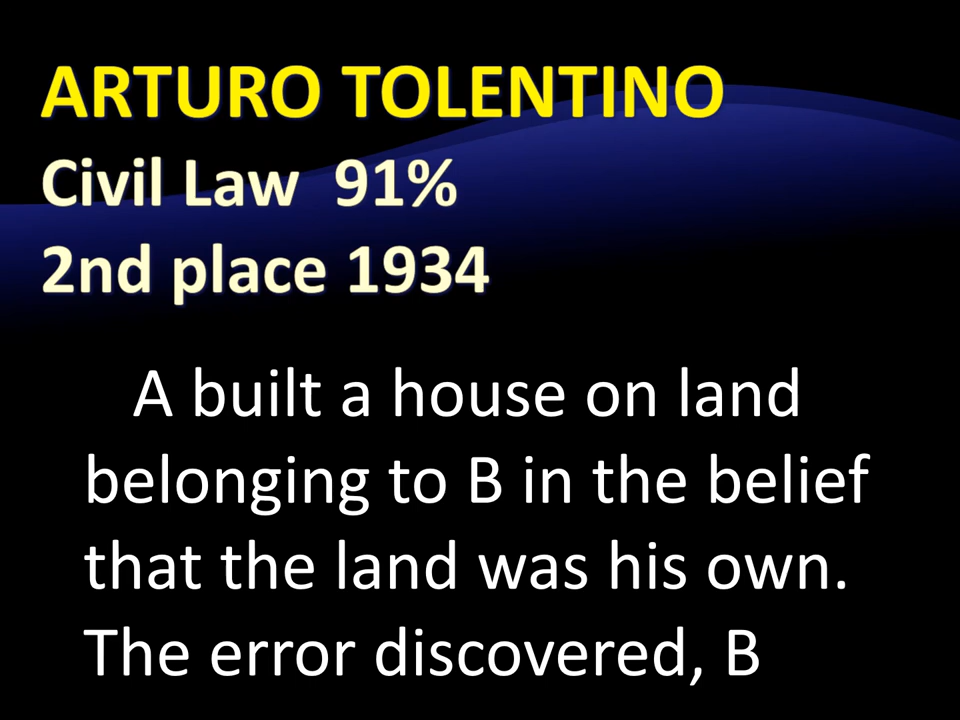 ARTURO TOLENTINO
Civil Law 91%
2nd place 1934
A built a house on land
belonging to B in the belief
that the land was his own.
The error discovered, B